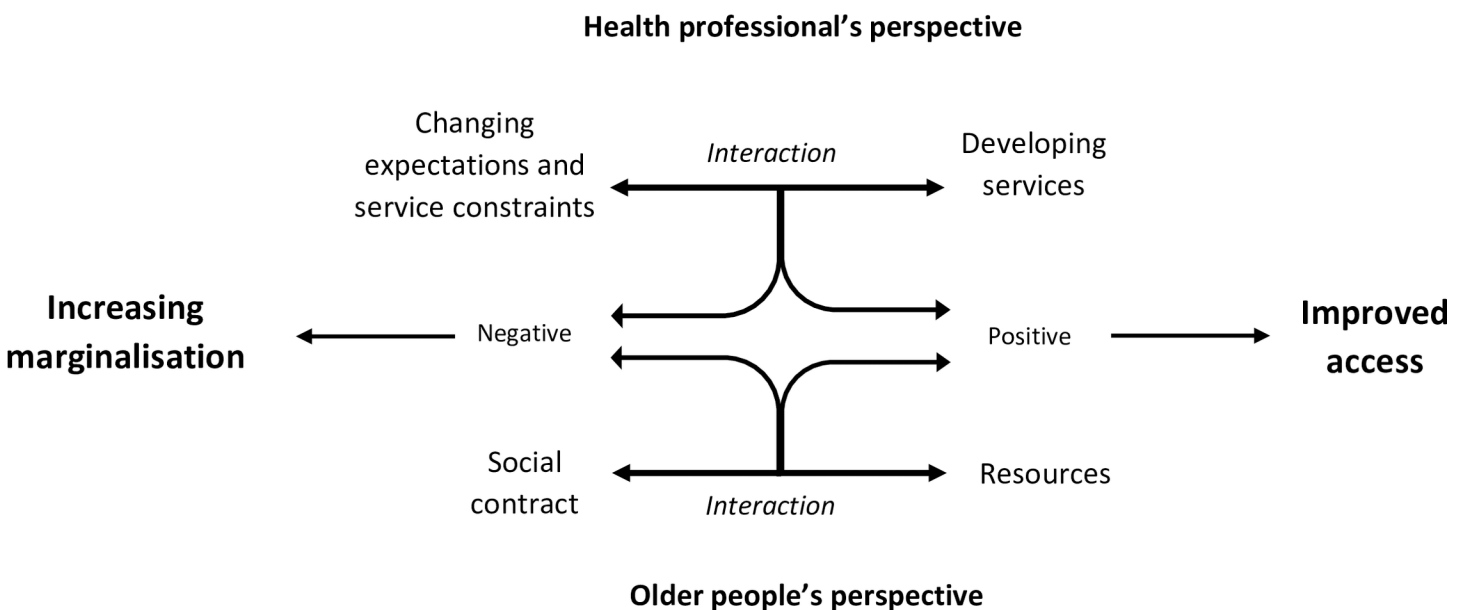 Health professional’s perspective
Changing
expectations and
service constraints
Interaction
Developing
services
Increasing
marginalisation
Negative
Positive
Improved
access
Social
contract
Interaction
Resources
Older people’s perspective